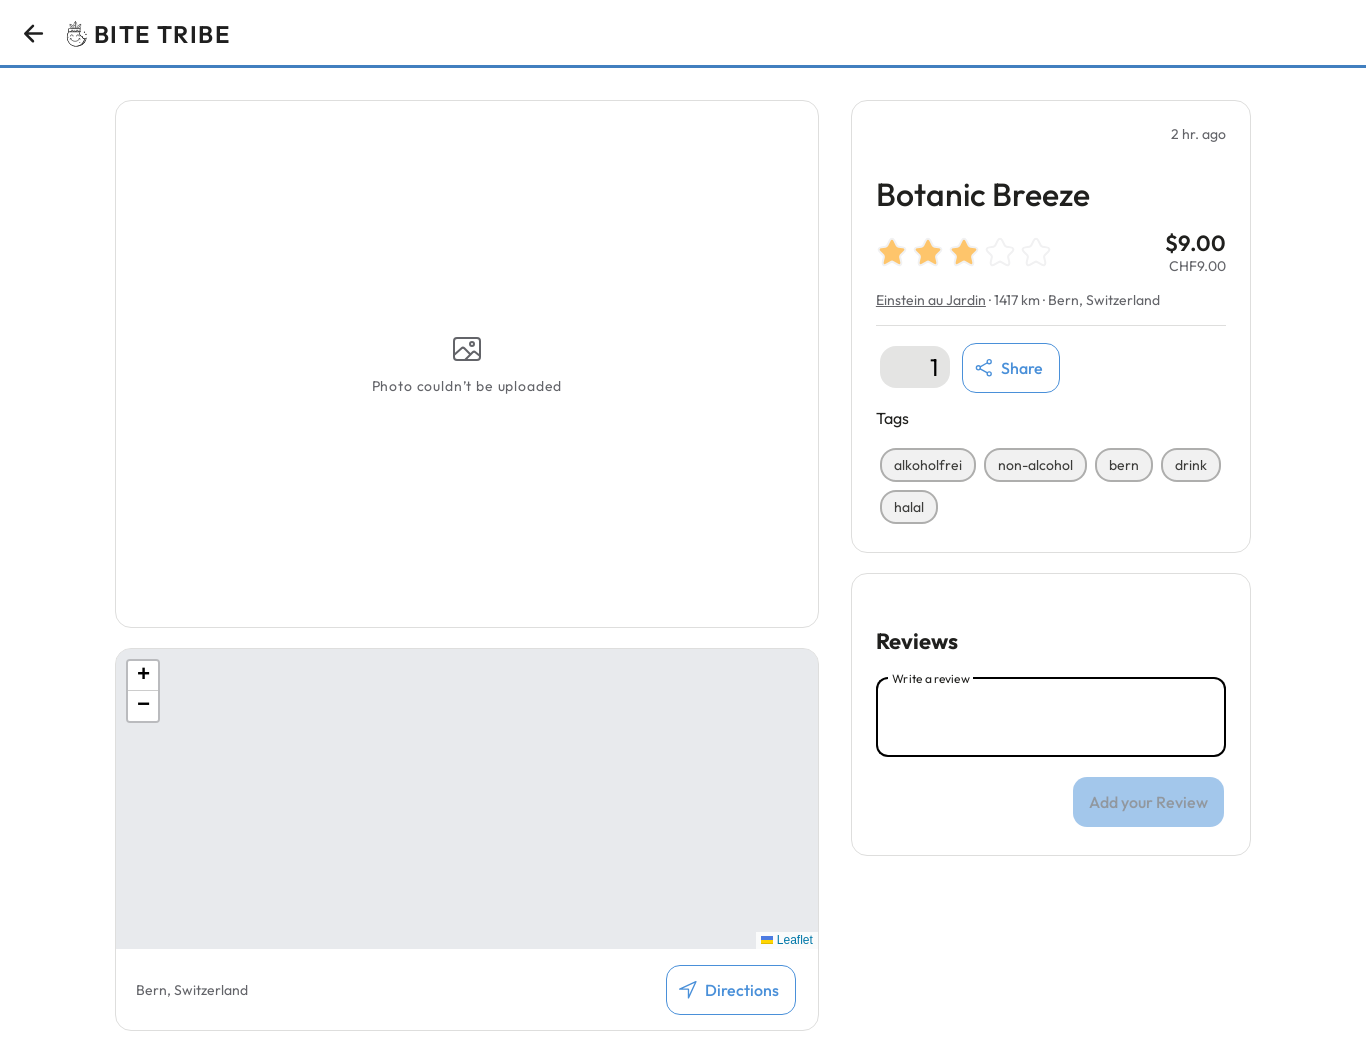 BITE TRIBE
Photo couldn't be uploaded
+
−
Leaflet
Bern, Switzerland
Directions
2 hr. ago
Botanic Breeze
$9.00
CHF9.00
Einstein au Jardin · 1417 km · Bern, Switzerland
1
Share
Tags
alkoholfrei non-alcohol bern drink
halal
Reviews
Write a review
Add your Review